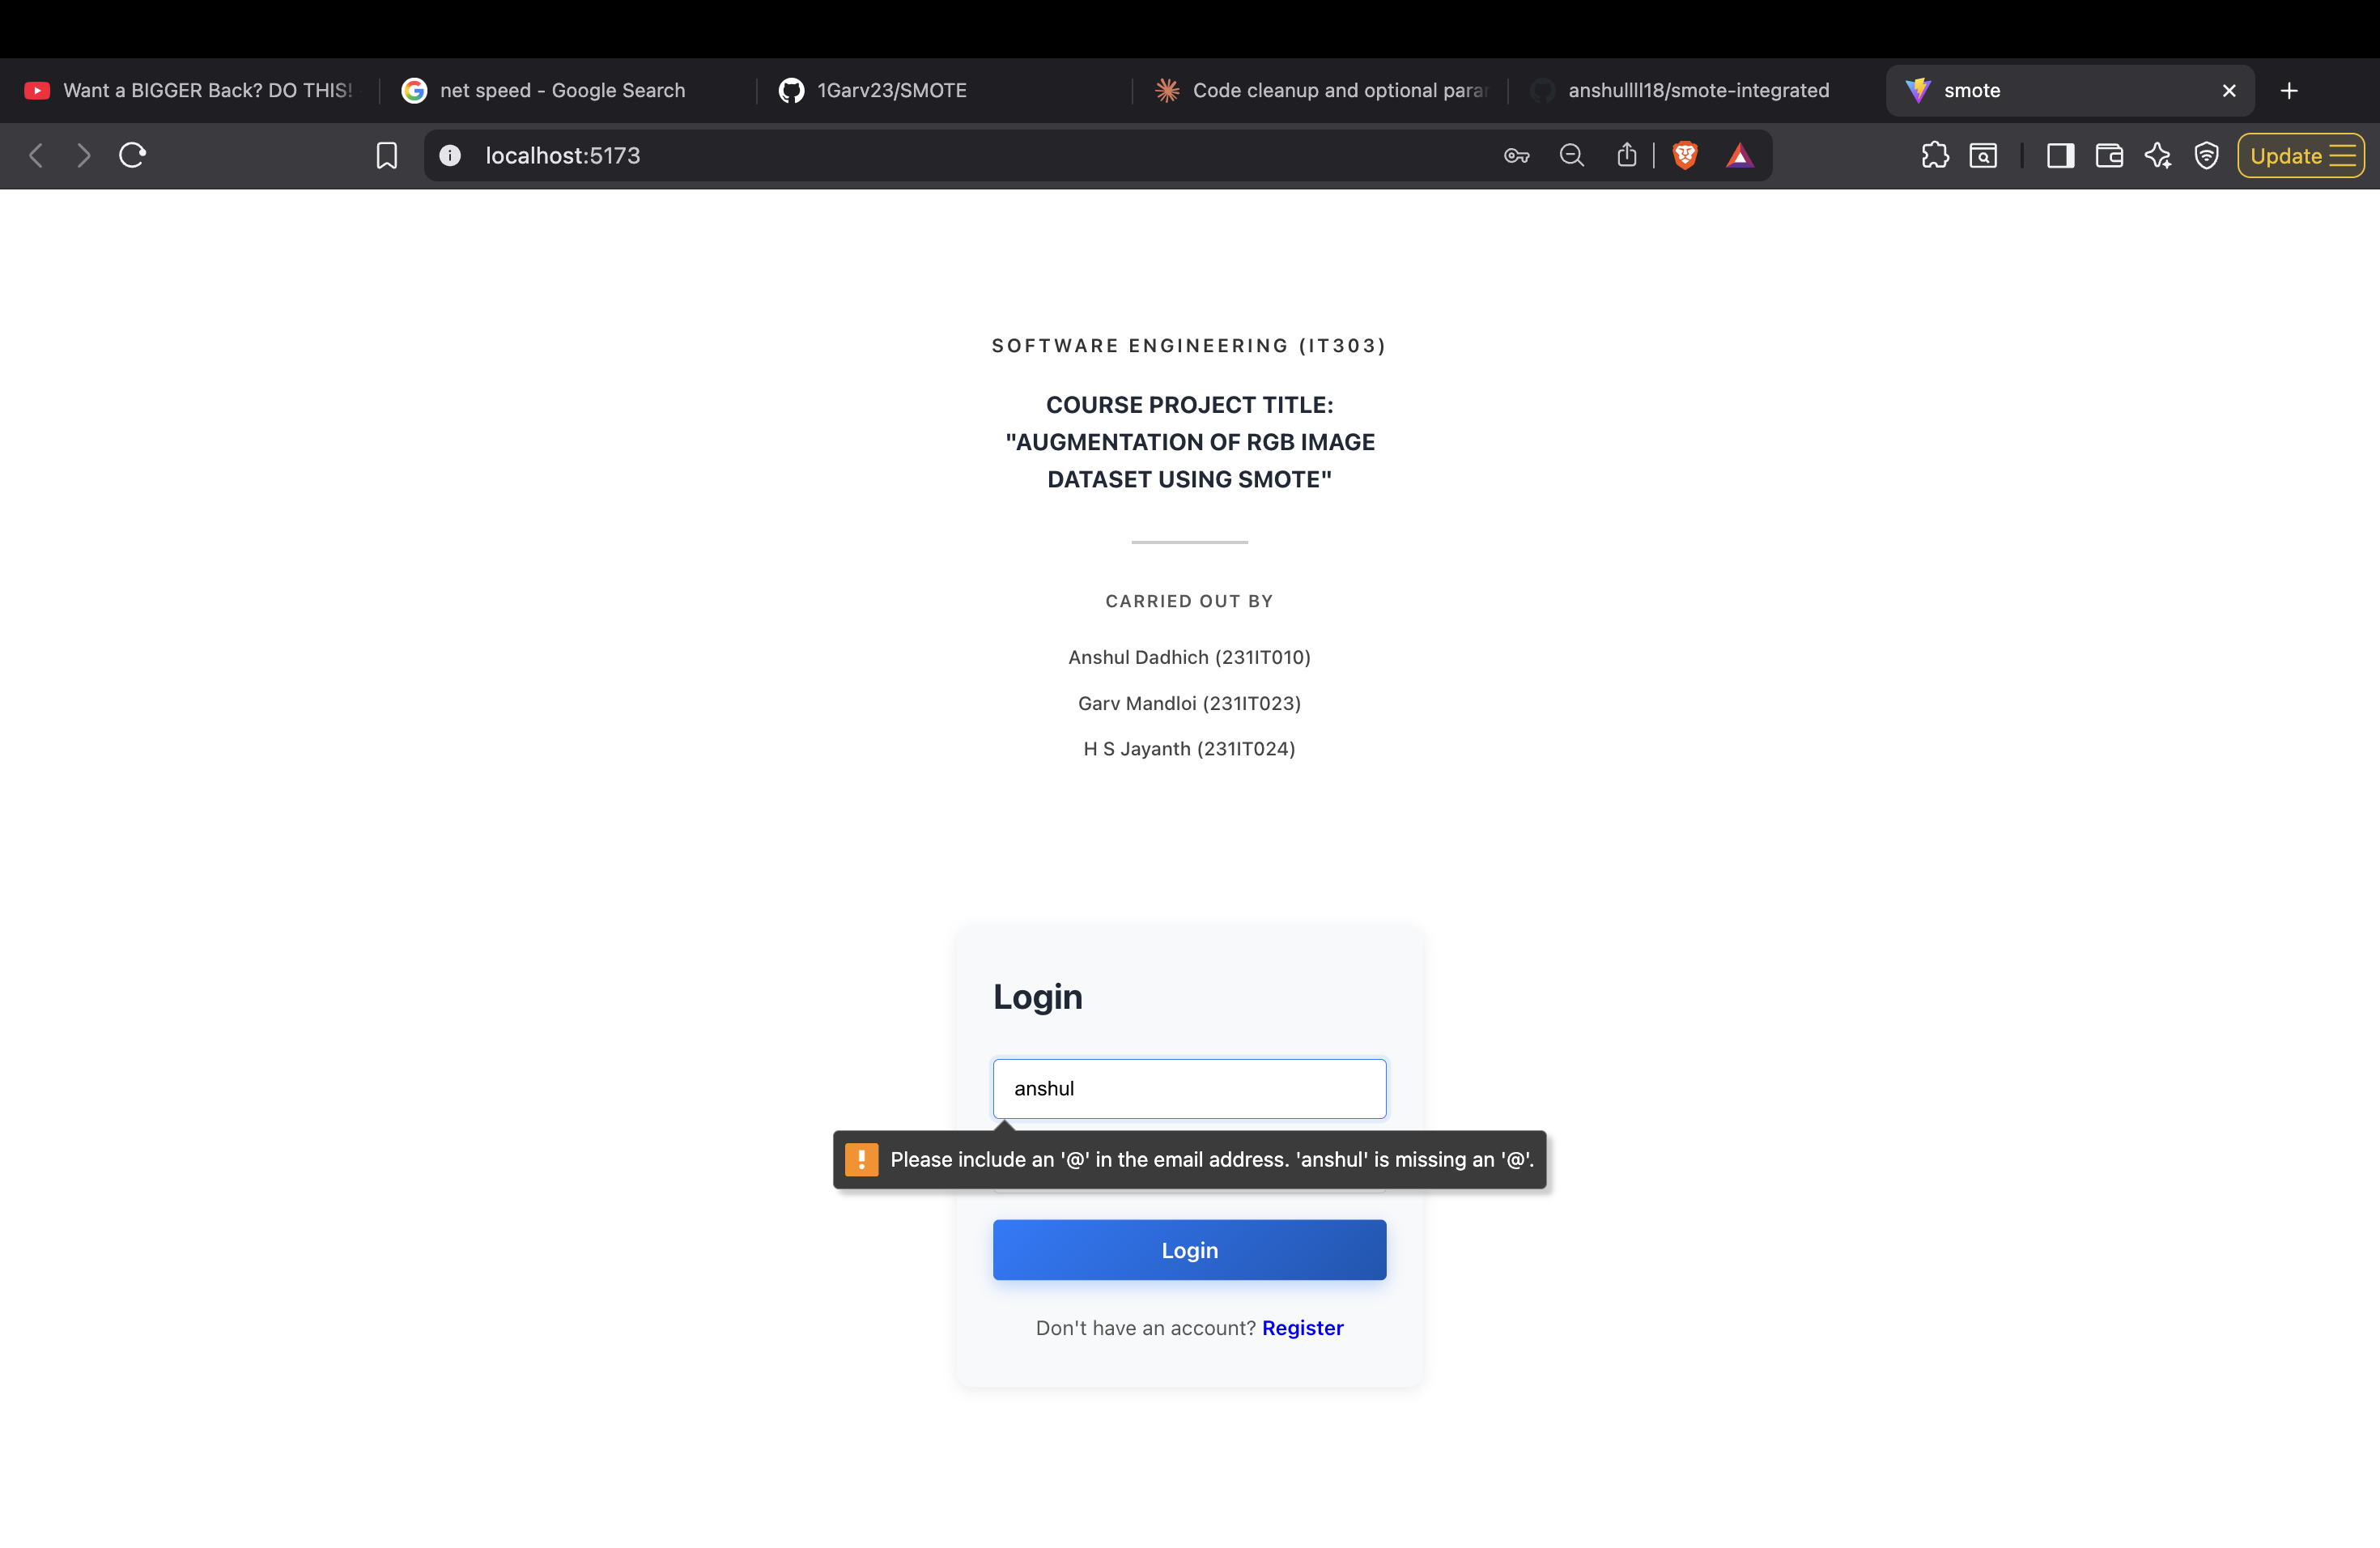 Want a BIGGER Back? DO THIS!
net speed - Google Search
1Garv23/SMOTE
Code cleanup and optional
anshullll18/smote-integrated
smote
localhost:5173
Update
SOFTWARE ENGINEERING (IT303)
COURSE PROJECT TITLE:
"AUGMENTATION OF RGB IMAGE
DATASET USING SMOTE"
CARRIED OUT BY
Anshul Dadhich (231IT010)
Garv Mandloi (231IT023)
H S Jayanth (231IT024)
Login
anshul
Please include an '@' in the email address. 'anshul' is missing an '@'.
Login
Don't have an account? Register